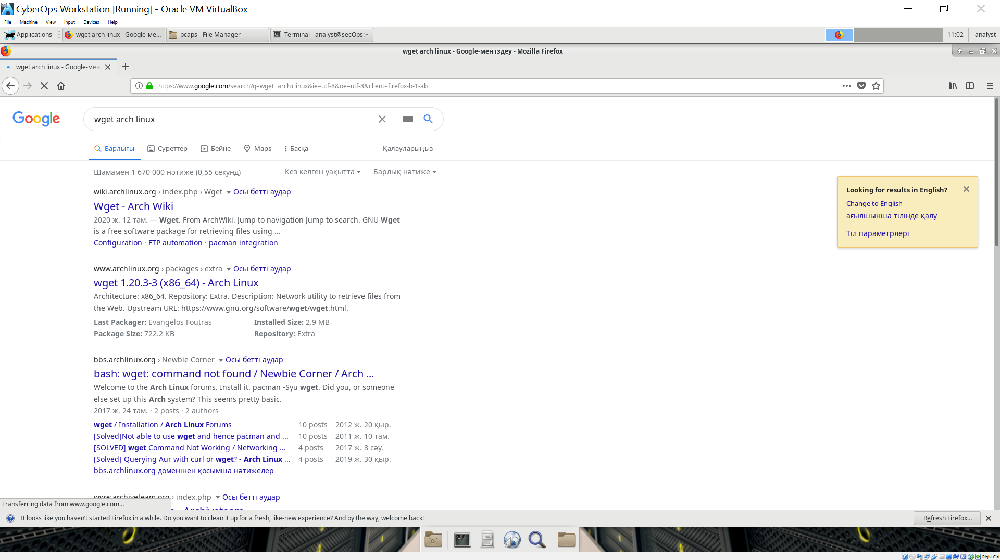 CyberOps Workstation [Running] - Oracle VM VirtualBox
File Machine View Input Devices Help
Applications wget arch linux - Google-ме... pcaps - File Manager Terminal - analyst@secOps:~ 11:02 analyst
wget arch linux - Google-мен іздеу - Mozilla Firefox
wget arch linux - Google-мен
https://www.google.com/search?q=wget+arch+linux&ie=utf-8&oe=utf-8&client=firefox-b-1-ab
Google wget arch linux
Барлығы Суреттер Бейне Maps Басқа Қалауларыңыз
Шамамен 1 670 000 нәтиже (0,55 секунд) Кез келген уақытта Барлық нәтиже
wiki.archlinux.org › index.php › Wget Осы бетті аудар
Wget - Arch Wiki
2020 ж. 12 там. — Wget. From ArchWiki. Jump to navigation Jump to search. GNU Wget
is a free software package for retrieving files using ...
Configuration · FTP automation · pacman integration
Looking for results in English?
Change to English
ағылшынша тілінде қалу
Тіл параметрлері
www.archlinux.org › packages › extra Осы бетті аудар
wget 1.20.3-3 (x86_64) - Arch Linux
Architecture: x86_64. Repository: Extra. Description: Network utility to retrieve files from
the Web. Upstream URL: https://www.gnu.org/software/wget/wget.html.
Last Packager: Evangelos Foutras Installed Size: 2.9 MB
Package Size: 722.2 KB Repository: Extra
bbs.archlinux.org › Newbie Corner Осы бетті аудар
bash: wget: command not found / Newbie Corner / Arch ...
Welcome to the Arch Linux forums. Install it. pacman -Syu wget. Did you, or someone
else set up this Arch system? This seems pretty basic.
2017 ж. 24 там. · 2 posts · 2 authors
wget / Installation / Arch Linux Forums 10 posts 2012 ж. 20 қыр.
[Solved]Not able to use wget and hence pacman and ... 10 posts 2011 ж. 10 там.
[SOLVED] wget Command Not Working / Networking ... 4 posts 2017 ж. 8 сәу.
[Solved] Querying Aur with curl or wget? - Arch Linux ... 4 posts 2019 ж. 30 қыр.
bbs.archlinux.org доменінен қосымша нәтижелер
www.archiveteam.org › index.php Осы бетті аудар
Archiveteam
Transferring data from www.google.com...
It looks like you haven't started Firefox in a while. Do you want to clean it up for a fresh, like-new experience? And by the way, welcome back! Refresh Firefox...
D
Right Ctrl